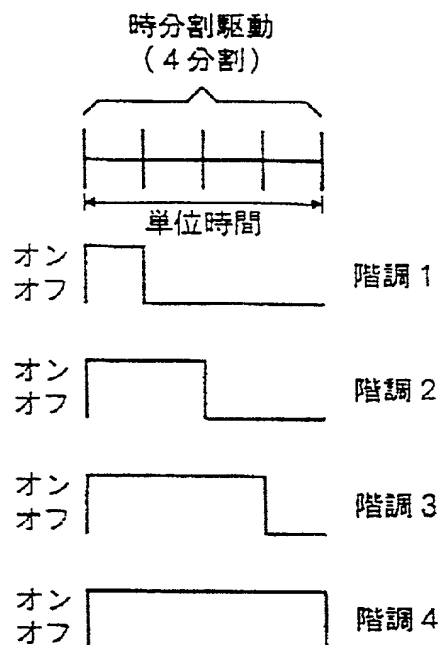 時分割駆動
(4分割)
単位時間
オン
オフ
階調1
オン
オフ
階調2
オン
オフ
階調3
オン
オフ
階調4